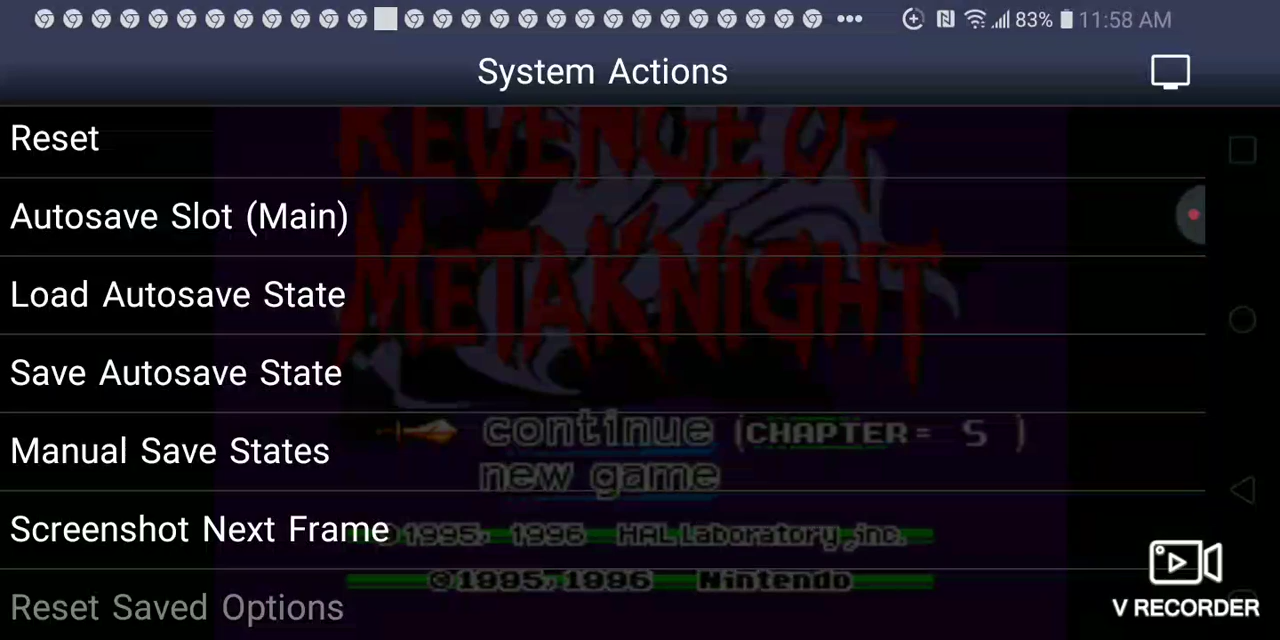 83% 11:58 AM
System Actions
Reset
REVENGE OF
Autosave Slot (Main)
METAKNIGHT
Load Autosave State
Save Autosave State
continue (CHAPTER= 5 )
Manual Save States
new game
Screenshot Next Frame
©1995, 1996 HAL Laboratory,inc.
©1995,1996 Nintendo
Reset Saved Options
V RECORDER